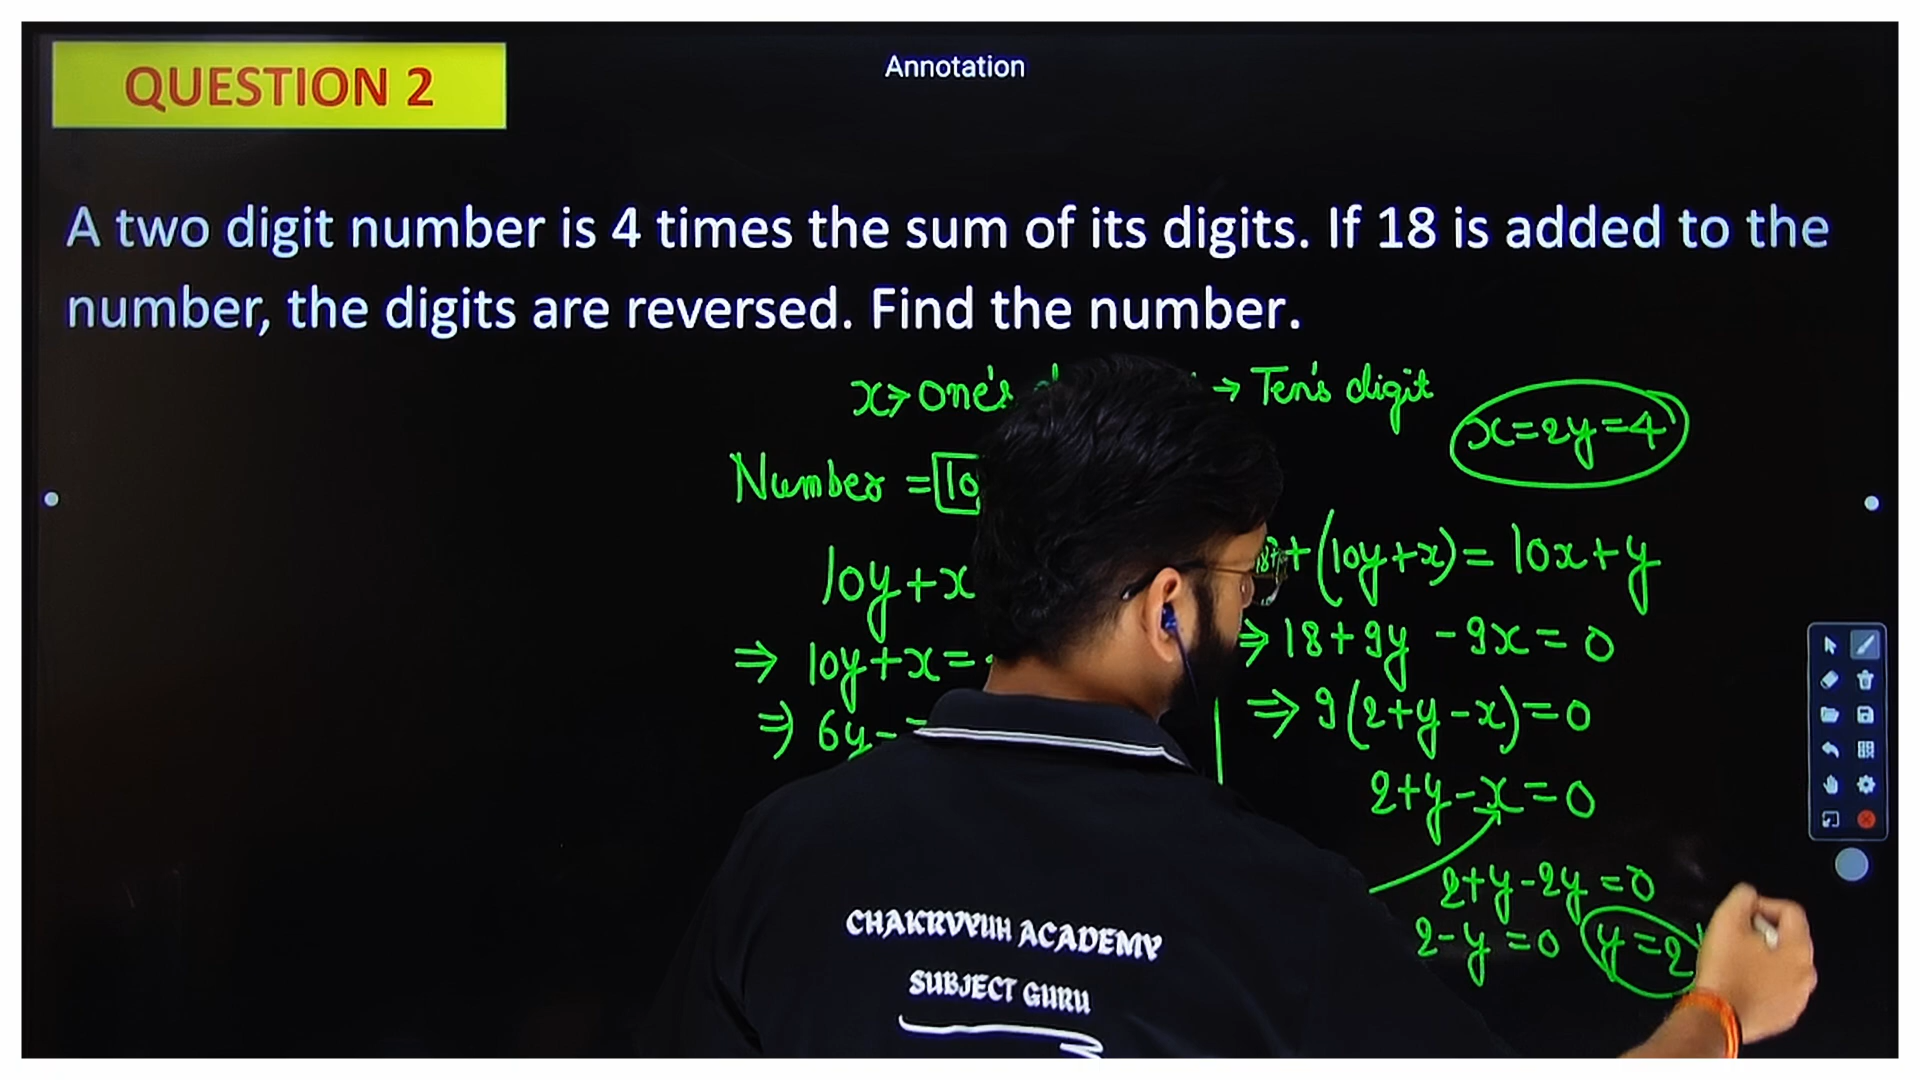 QUESTION 2
Annotation
A two digit number is 4 times the sum of its digits. If 18 is added to the
number, the digits are reversed. Find the number.
x → one's → Ten's digit
x=2y=4
Number = 10
10y+x
+(10y+x)= 10x+y
⇒ 10y+x=
⇒ 18+9y -9x = 0
⇒ 6y-
⇒ 9(2+y-x)=0
2+y-x=0
2+y-2y=0
2-y=0 y=2
CHAKRVYUH ACADEMY
SUBJECT GURU